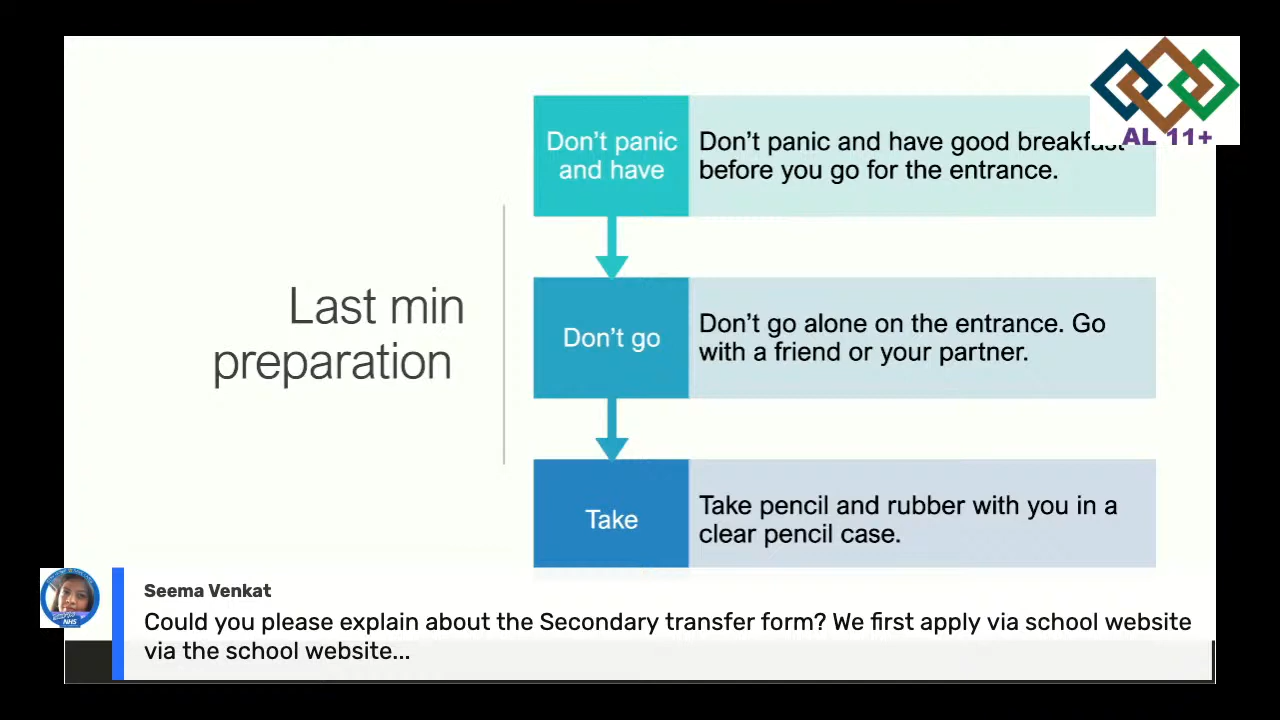 AL 11+
Don't panic
and have
Don't panic and have good breakfast
before you go for the entrance.
Last min
preparation
Don't go
Don't go alone on the entrance. Go
with a friend or your partner.
Take
Take pencil and rubber with you in a
clear pencil case.
Seema Venkat
Could you please explain about the Secondary transfer form? We first apply via school website
via the school website...
NHS